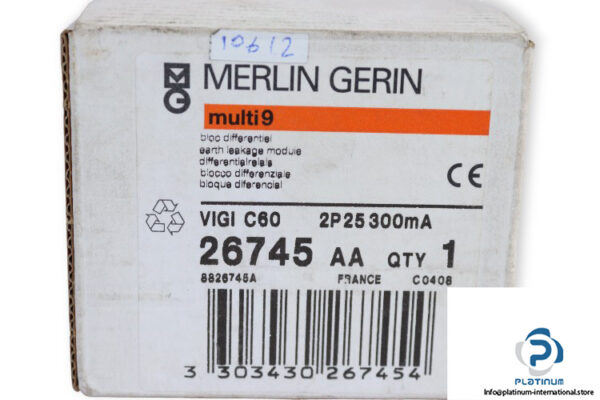 10612
MERLIN GERIN
multi9
bloc differentiel
earth leakage module
differentialrelais
blocco differenziale
bloque diferencial
CE
VIGI C60 2P25 300mA
26745 AA QTY 1
8826745A FRANCE C0408
3 303430 267454
PLATINUM
Info@platinum-international.store